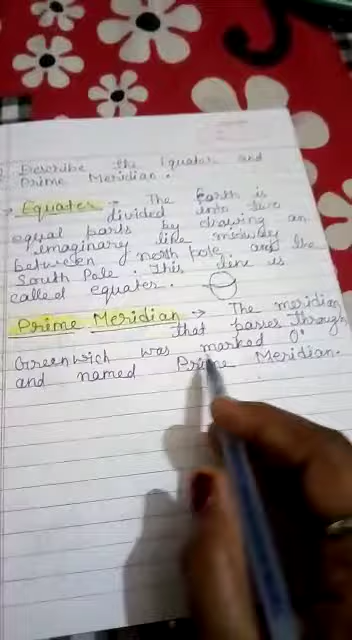 Describe the Equator and
Prime Meridian.
→ Equater :- The Earth is
divided into two
equal parts by drawing an
imaginary line midway
between north pole and the
South Pole. This line is
called equater.
Prime Meridian → The meridian
that passes through
Greenwich was marked 0°
and named Prime Meridian.